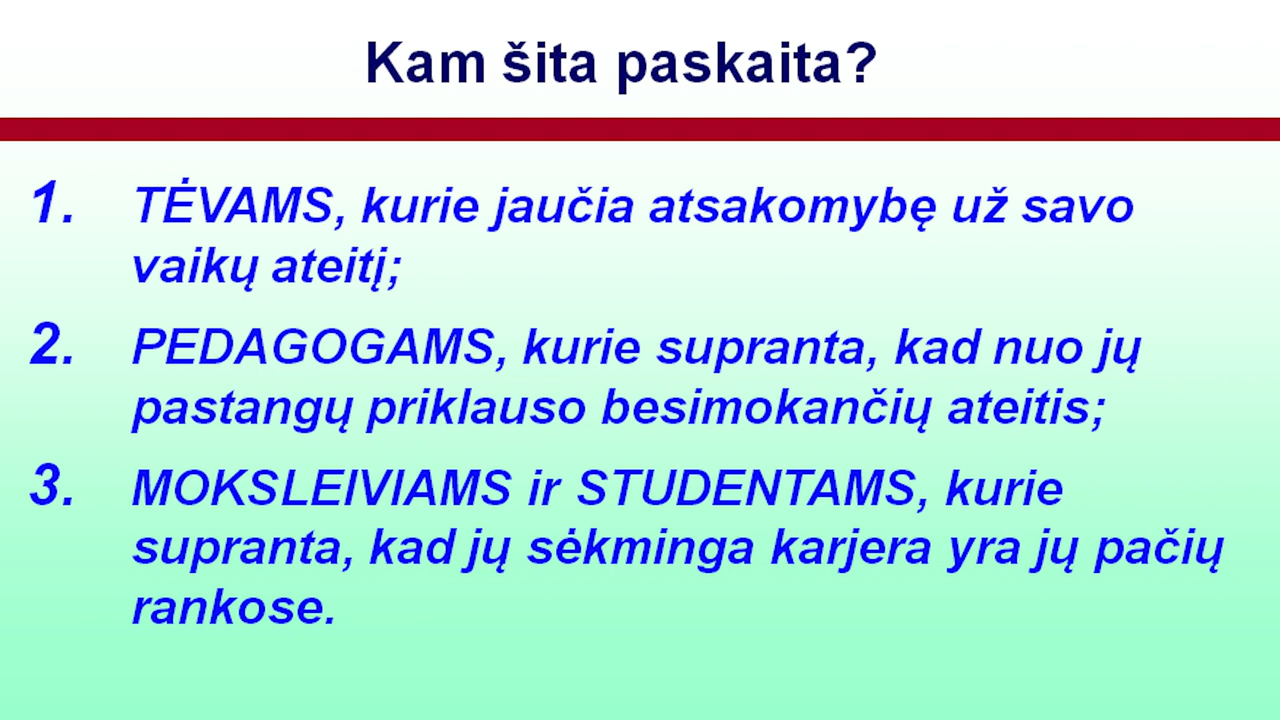 Kam šita paskaita?
1. TĖVAMS, kurie jaučia atsakomybę už savo
vaikų ateitį;
2. PEDAGOGAMS, kurie supranta, kad nuo jų
pastangų priklauso besimokančių ateitis;
3. MOKSLEIVIAMS ir STUDENTAMS, kurie
supranta, kad jų sėkminga karjera yra jų pačių
rankose.